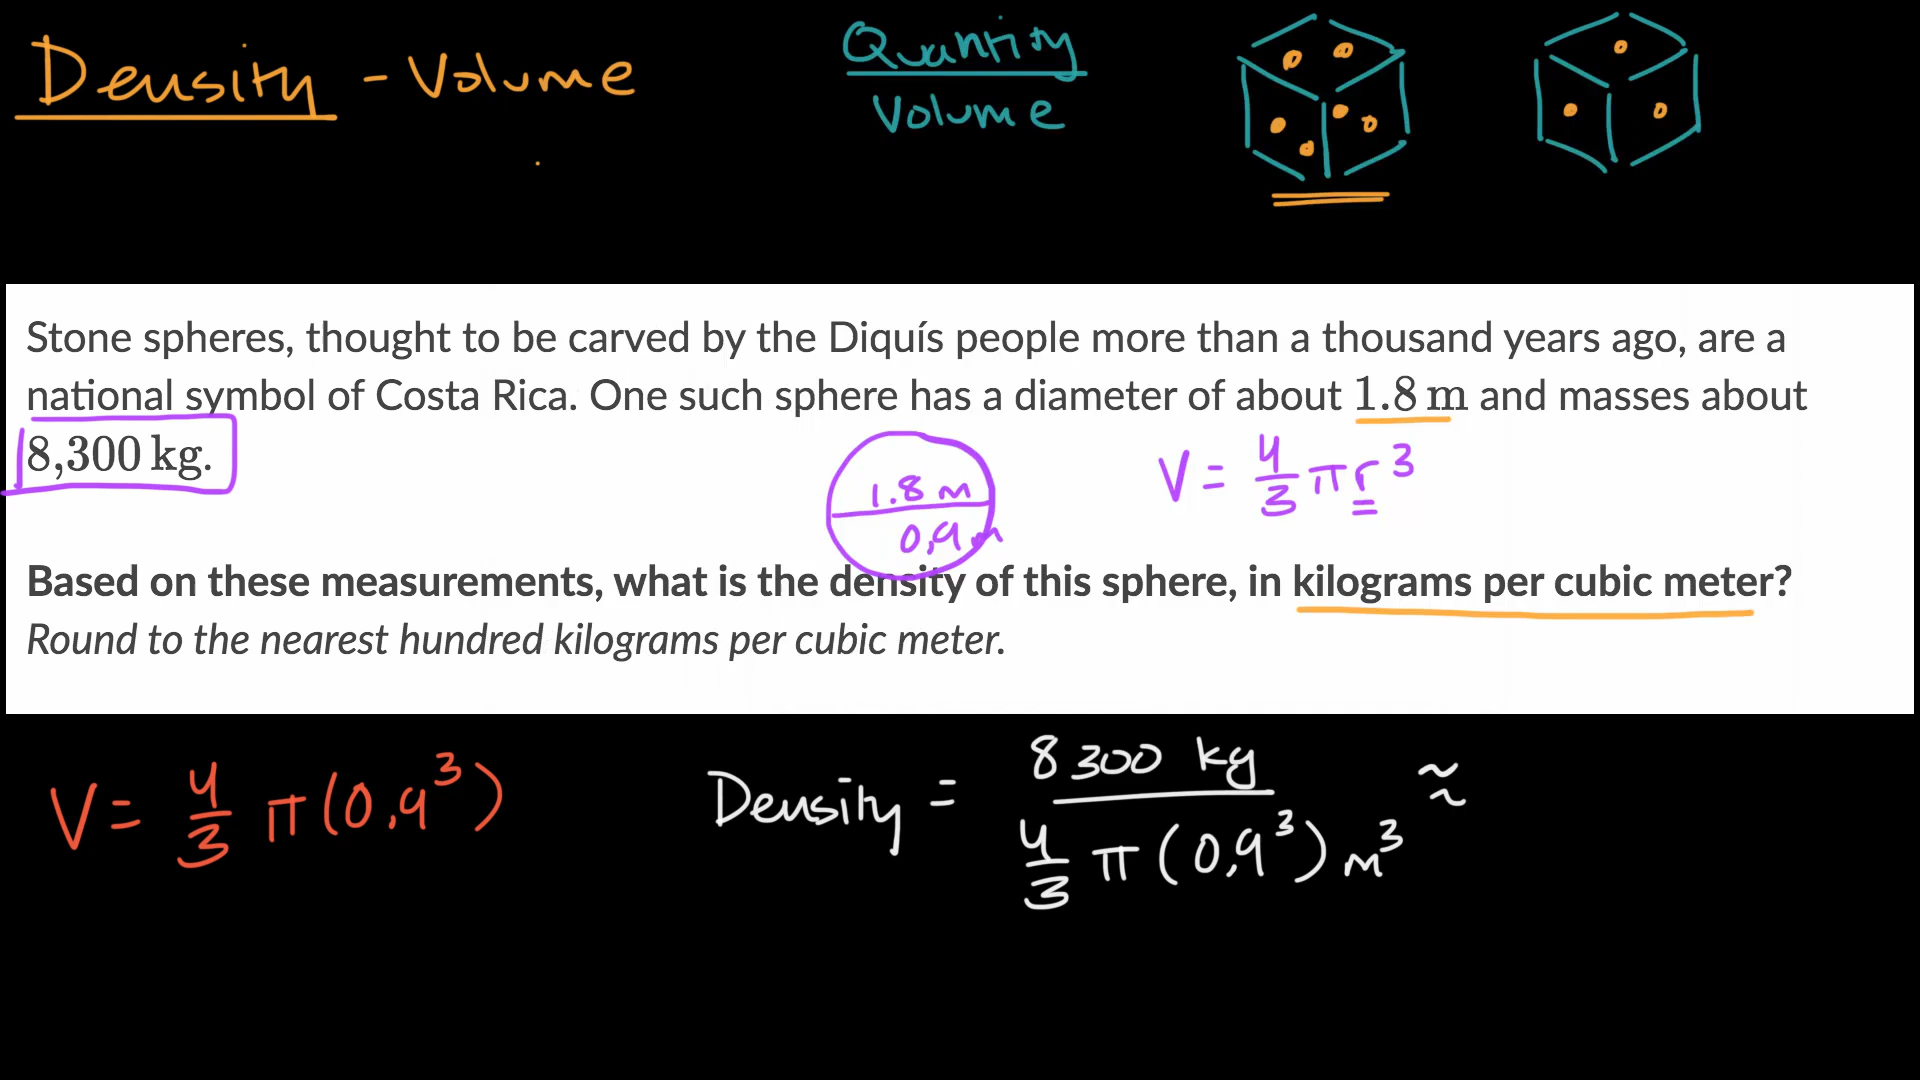 Density - Volume
Quantity
Volume
Stone spheres, thought to be carved by the Diquís people more than a thousand years ago, are a
national symbol of Costa Rica. One such sphere has a diameter of about 1.8 m and masses about
8,300 kg.
1.8 m
0.9 m
V = 4/3 π r³
Based on these measurements, what is the density of this sphere, in kilograms per cubic meter?
Round to the nearest hundred kilograms per cubic meter.
V = 4/3 π (0.9³)
Density = 8300 kg / 4/3 π (0.9³) m³ ≈